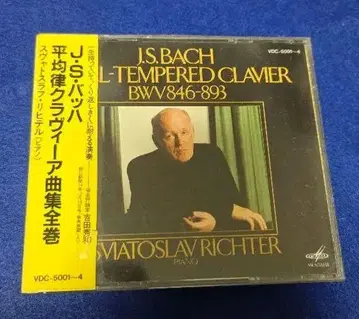 VDC-5001~4
J.S.BACH
L-TEMPERED CLAVIER
BWV846-893
SVIATOSLAV RICHTER
PIANO
J・S・バッハ
平均律クラヴィーア曲集全巻
スヴャトスラフ・リヒテル(ピアノ)
VDC-5001~4